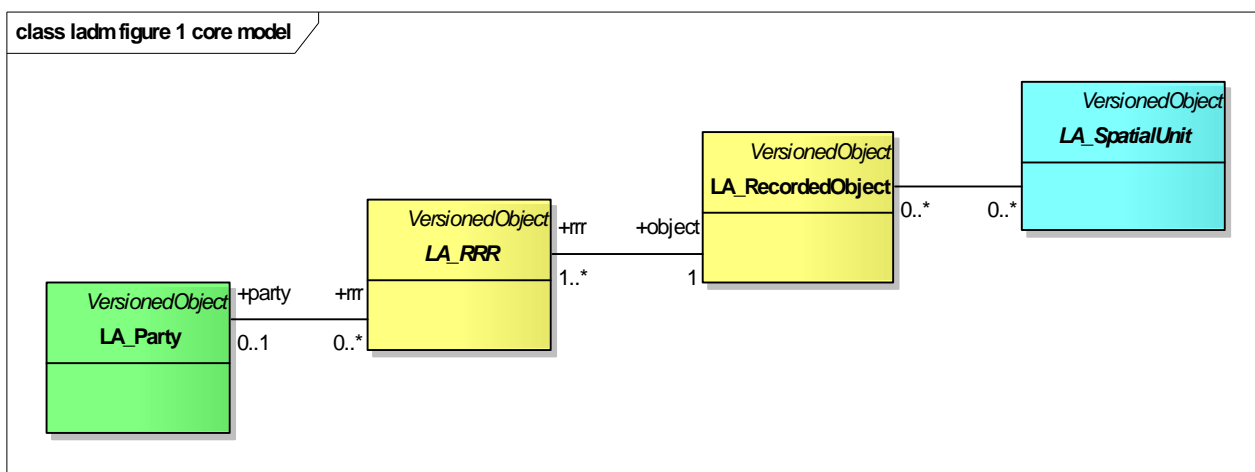 class ladm figure 1 core model
VersionedObject
LA_SpatialUnit
VersionedObject
LA_RecordedObject
0..*
0..*
VersionedObject
LA_RRR
+rrr
+object
1..*
1
VersionedObject
LA_Party
+party
+rrr
0..1
0..*